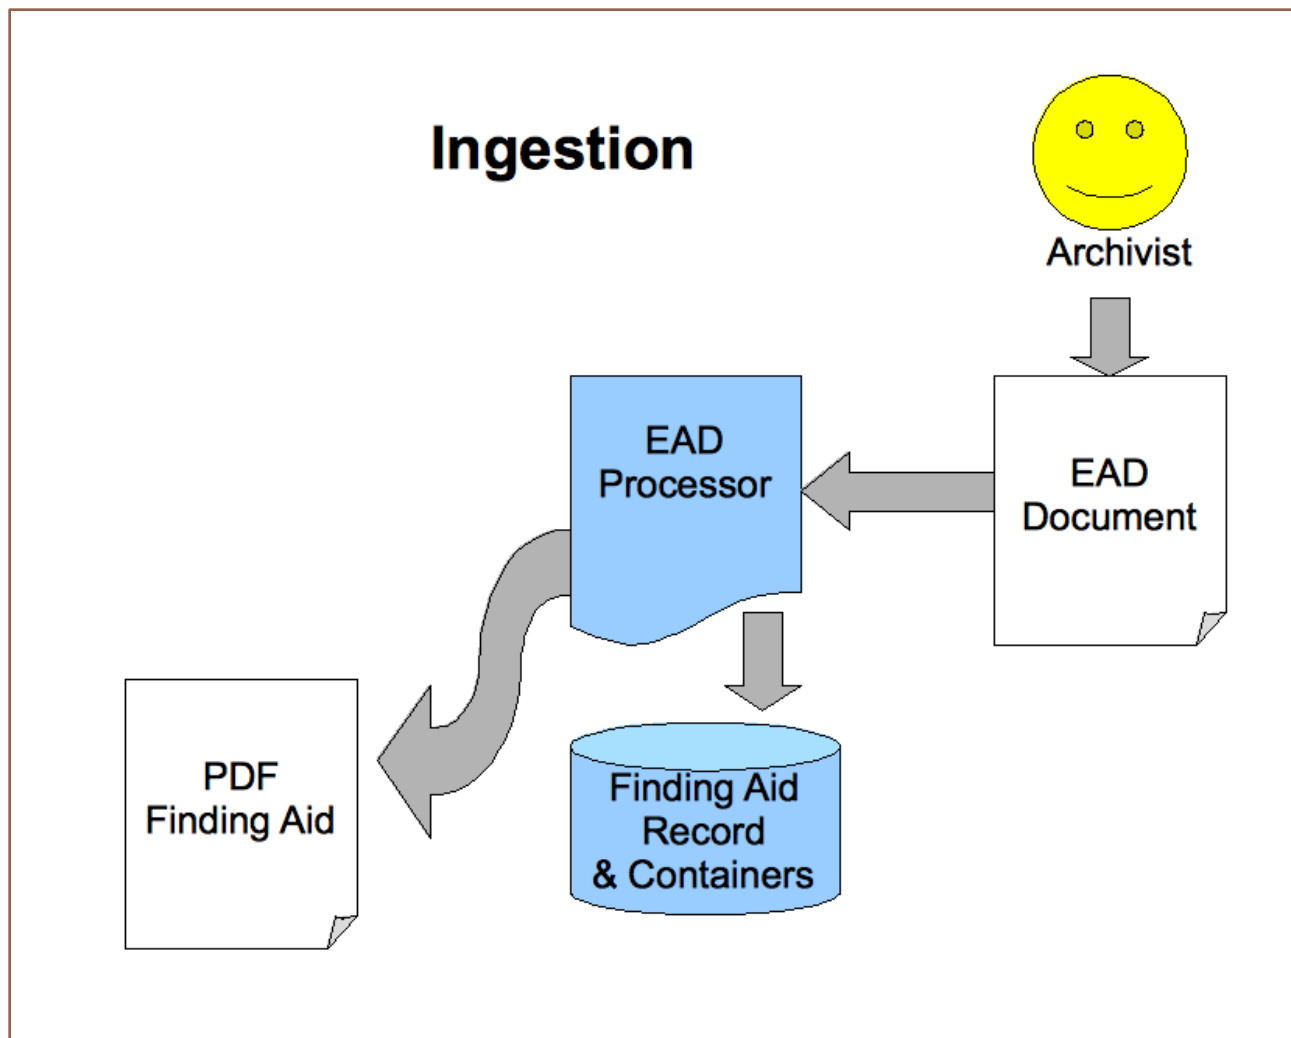 Ingestion
Archivist
EAD
Processor
EAD
Document
PDF
Finding Aid
Finding Aid
Record
& Containers